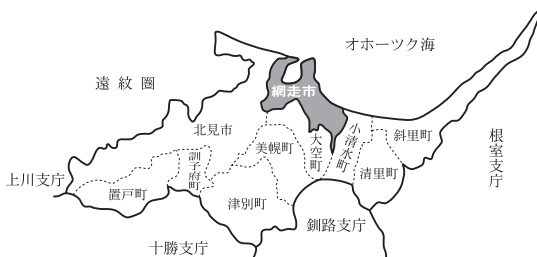 オホーツク海
遠紋圏
網走市
北見市
美幌町
大空町
小清水町
斜里町
根室支庁
訓子府町
上川支庁
置戸町
清里町
津別町
釧路支庁
十勝支庁